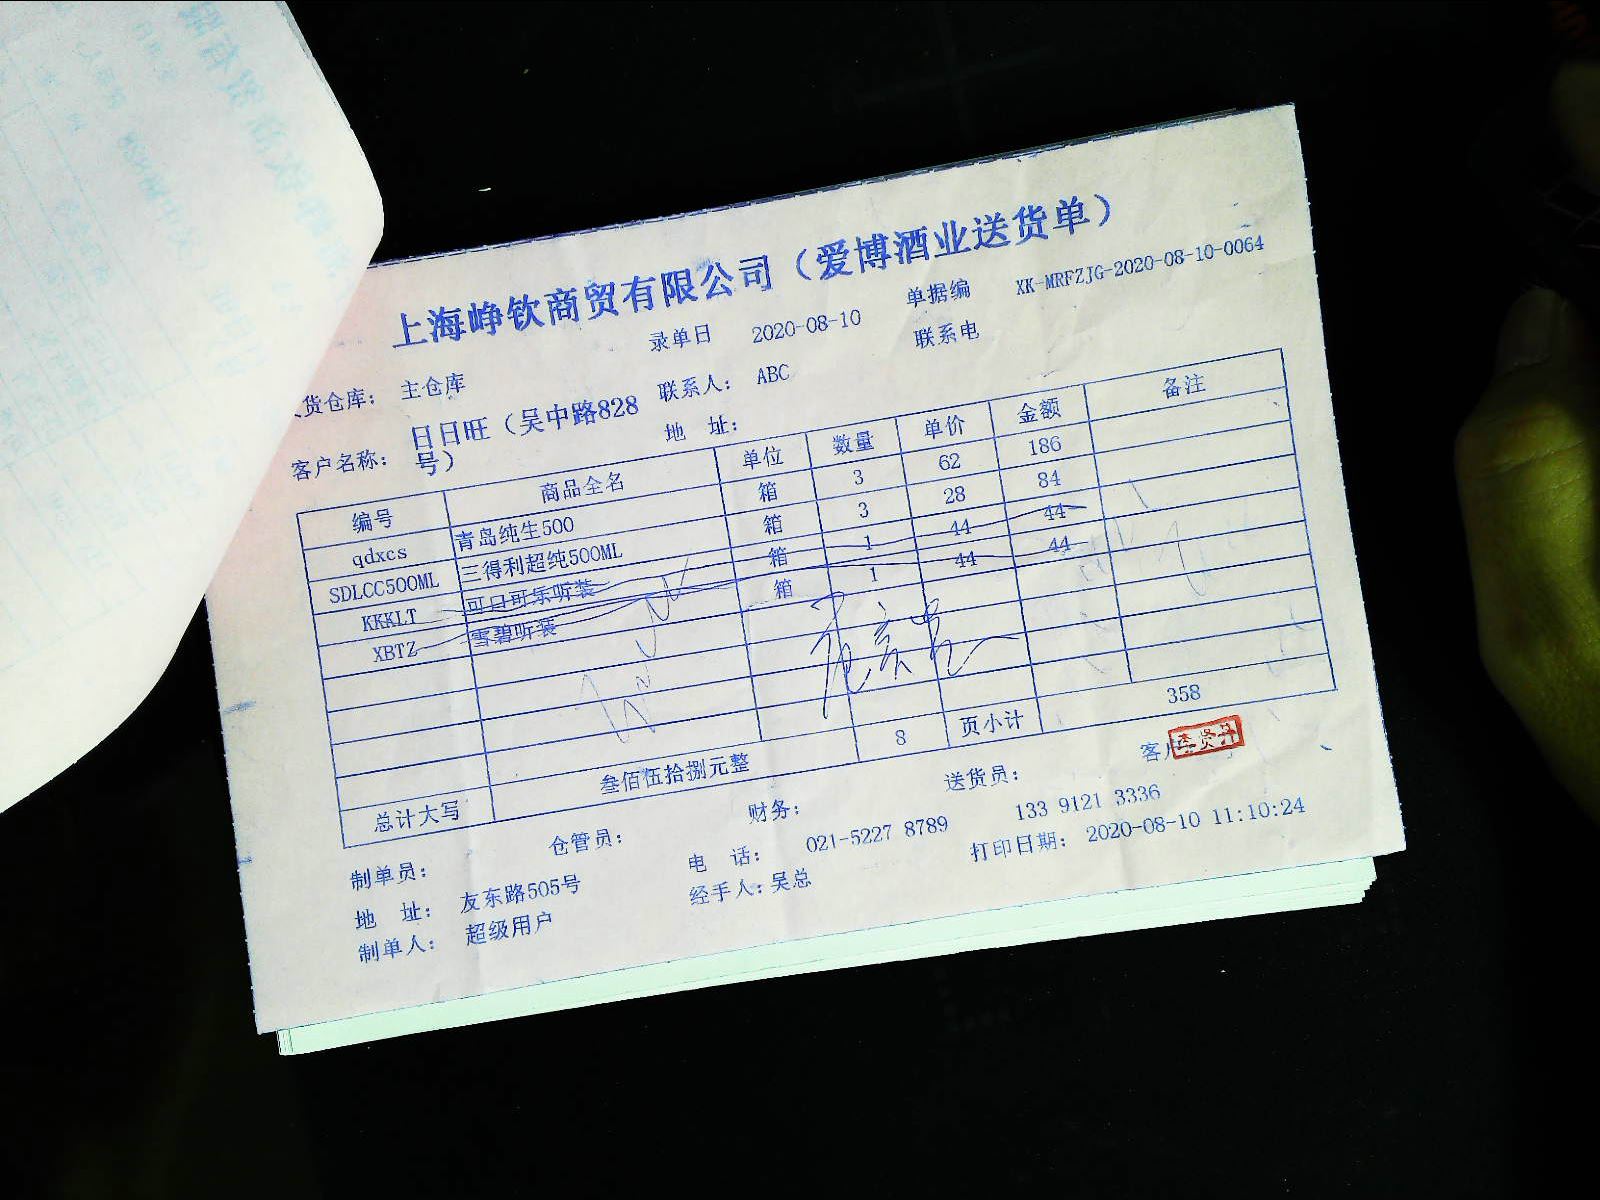 上海峥钦商贸有限公司（爱博酒业送货单）
货仓库： 主仓库 录单日 2020-08-10 单据编 XK-MRFZJG-2020-08-10-0064
客户名称： 日日旺（吴中路828号） 联系人： ABC 联系电
地 址：
编号 商品全名 单位 数量 单价 金额 备注
qdxcs 青岛纯生500 箱 3 62 186
SDLCC500ML 三得利超纯500ML 箱 3 28 84
KKKLT 可口可乐听装 箱 1 44 44
XBTZ 雪碧听装 箱 1 44 44
总计大写 叁佰伍拾捌元整 8 页小计 358
制单员： 仓管员： 财务： 送货员： 客户
李贤丹
地 址： 友东路505号 电 话： 021-5227 8789 133 9121 3336
制单人： 超级用户 经手人：吴总 打印日期： 2020-08-10 11:10:24